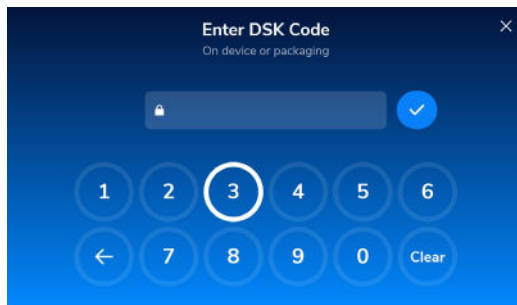 Enter DSK Code
On device or packaging
1 2 3 4 5 6
7 8 9 0 Clear